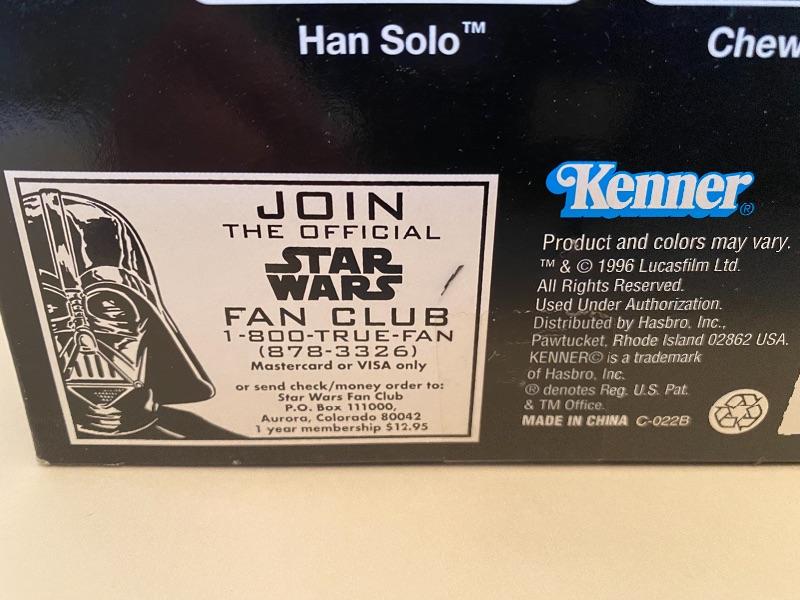 Han Solo™
Chew
JOIN
THE OFFICIAL
STAR
WARS
FAN CLUB
1-800-TRUE-FAN
(878-3326)
Mastercard or VISA only
or send check/money order to:
Star Wars Fan Club
P.O. Box 111000,
Aurora, Colorado 80042
1 year membership $12.95
Kenner®
Product and colors may vary.
™ & © 1996 Lucasfilm Ltd.
All Rights Reserved.
Used Under Authorization.
Distributed by Hasbro, Inc.,
Pawtucket, Rhode Island 02862 USA.
KENNER© is a trademark
of Hasbro, Inc.
® denotes Reg. U.S. Pat.
& TM Office.
MADE IN CHINA C-022B